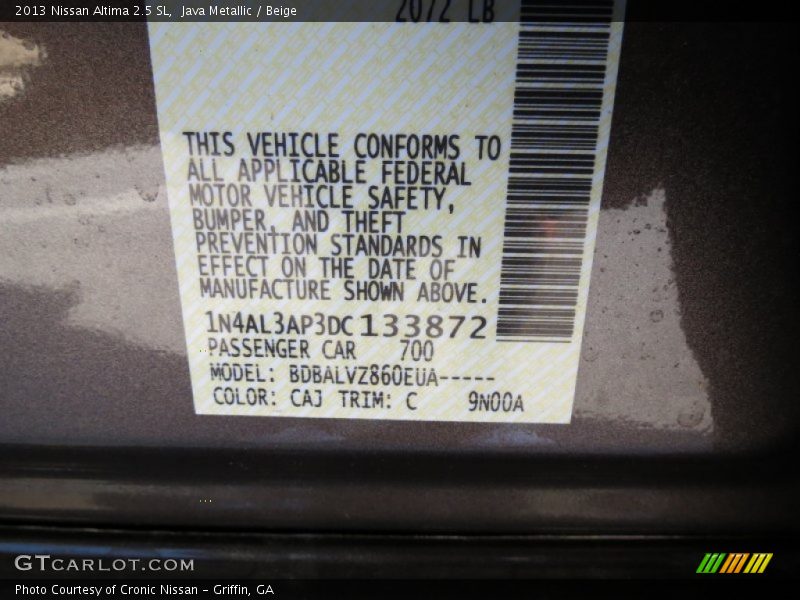 2013 Nissan Altima 2.5 SL, Java Metallic / Beige
2072 LB
THIS VEHICLE CONFORMS TO
ALL APPLICABLE FEDERAL
MOTOR VEHICLE SAFETY,
BUMPER, AND THEFT
PREVENTION STANDARDS IN
EFFECT ON THE DATE OF
MANUFACTURE SHOWN ABOVE.
1N4AL3AP3DC133872
PASSENGER CAR 700
MODEL: BDBALVZ860EUA-----
COLOR: CAJ TRIM: C 9N00A
GTCARLOT.COM
Photo Courtesy of Cronic Nissan – Griffin, GA